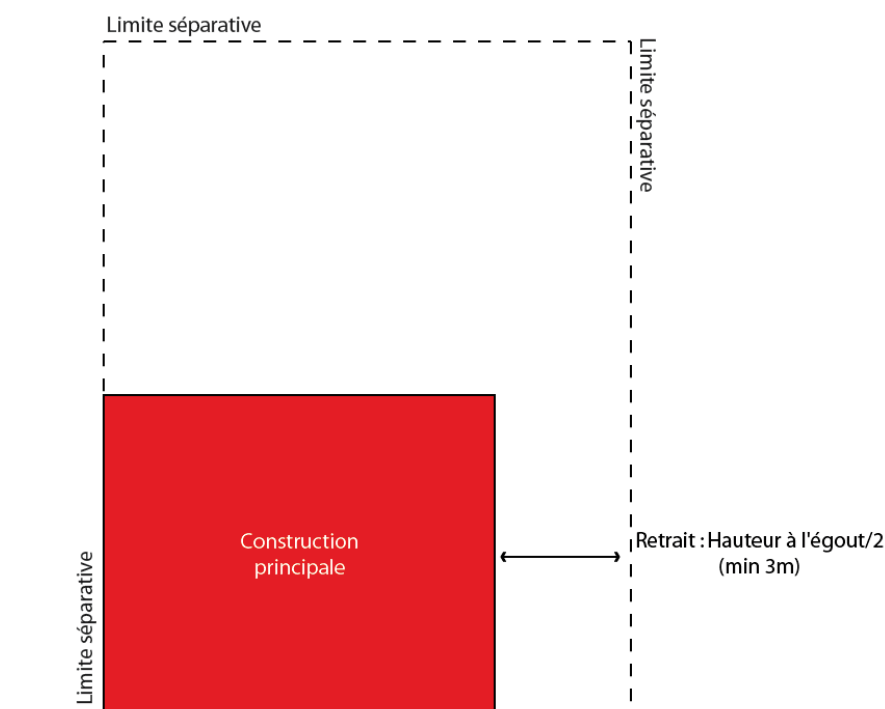 Limite séparative
Limite séparative
Construction
principale
Retrait : Hauteur à l'égout/2
(min 3m)
Limite séparative